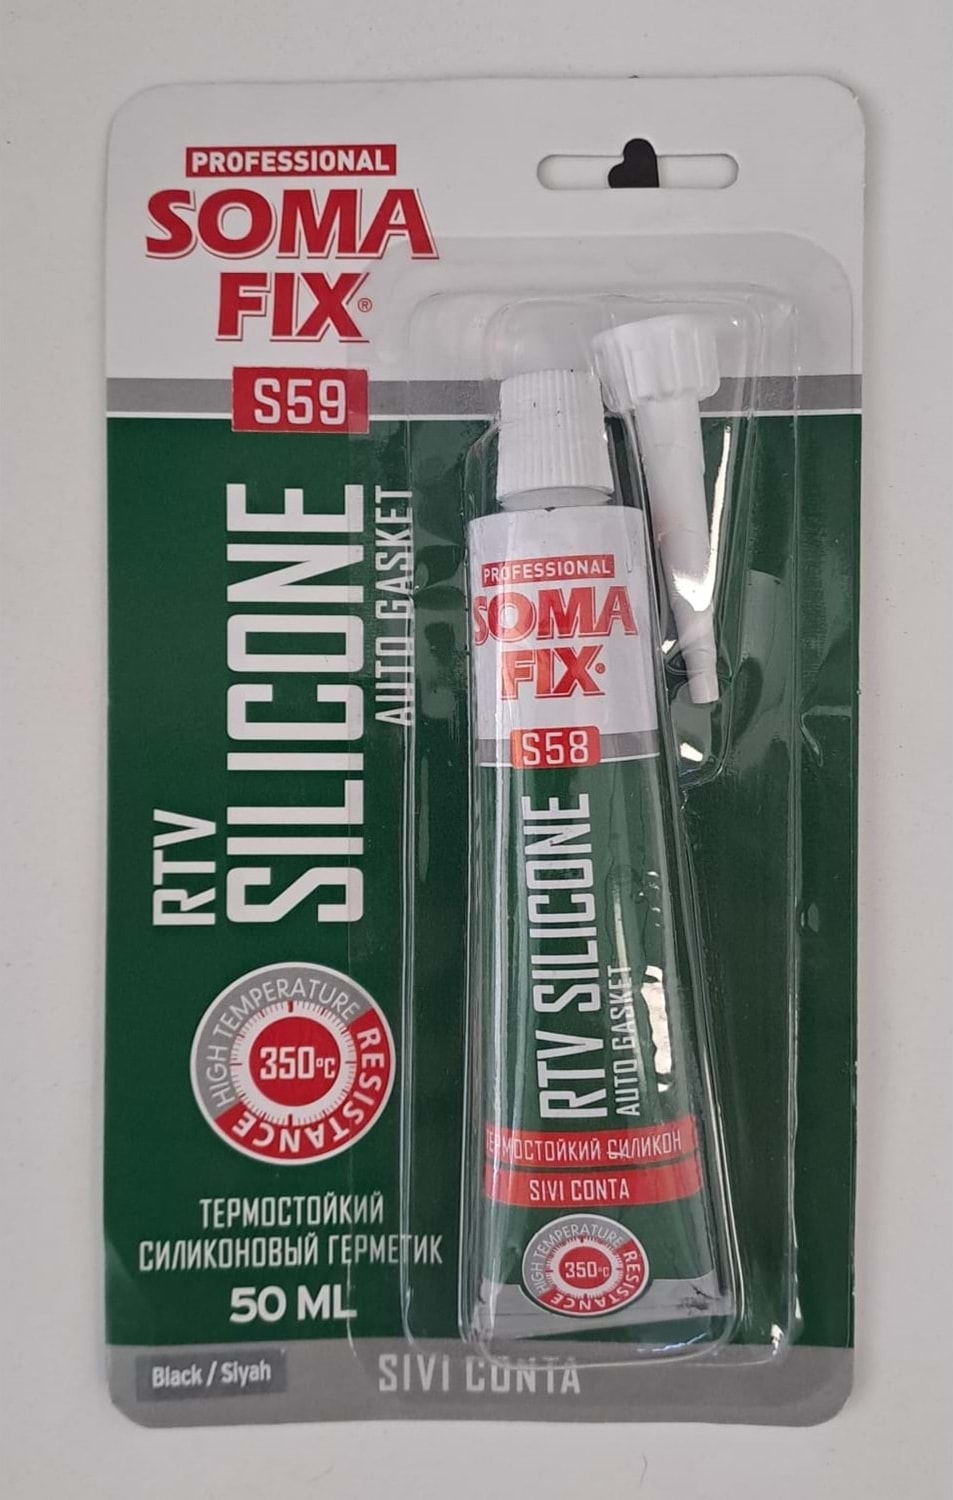 PROFESSIONAL
SOMA
FIX®
S59
RTV
SILICONE
AUTO GASKET
HIGH TEMPERATURE
RESISTANCE
350°C
ТЕРМОСТОЙКИЙ
СИЛИКОНОВЫЙ ГЕРМЕТИК
50 ML
Black / Siyah
SIVI CONTA
PROFESSIONAL
SOMA
FIX
S58
RTV SILICONE
AUTO GASKET
ТЕРМОСТОЙКИЙ СИЛИКОН
SIVI CONTA
HIGH TEMPERATURE
RESISTANCE
350°C